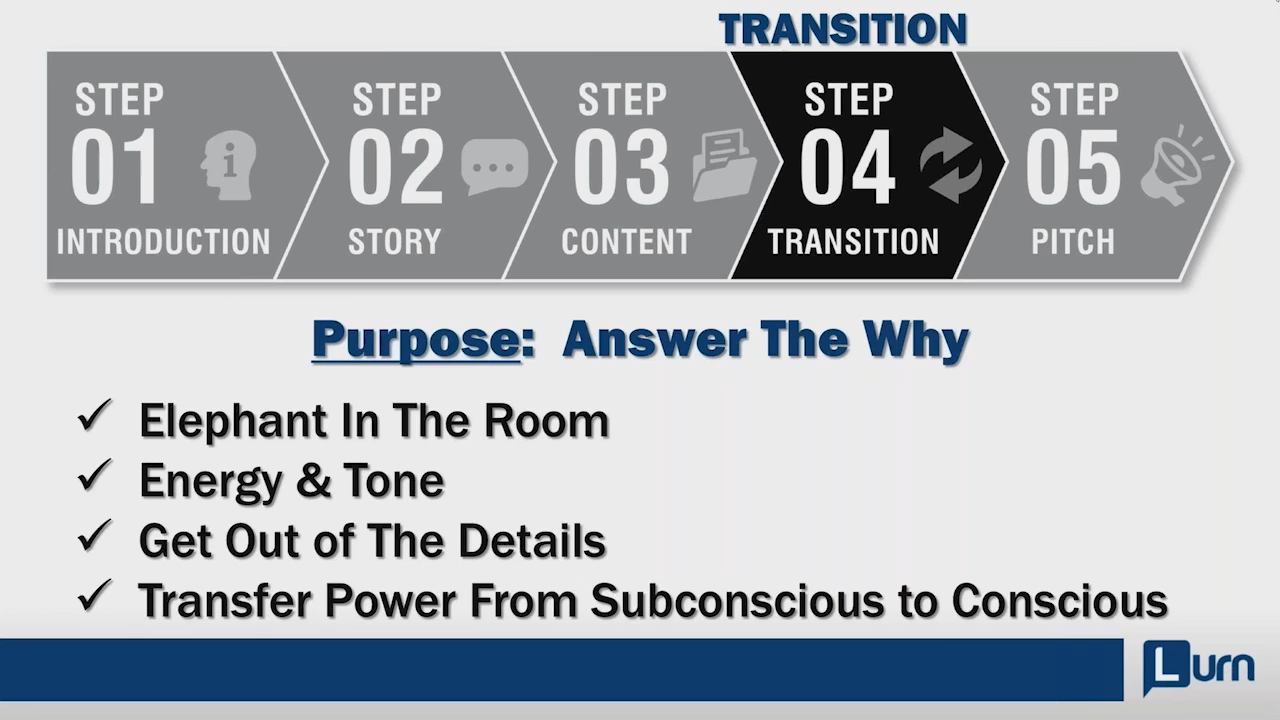 TRANSITION
STEP
01
INTRODUCTION
STEP
02
STORY
STEP
03
CONTENT
STEP
04
TRANSITION
STEP
05
PITCH
Purpose: Answer The Why
✓ Elephant In The Room
✓ Energy & Tone
✓ Get Out of The Details
✓ Transfer Power From Subconscious to Conscious
Lurn